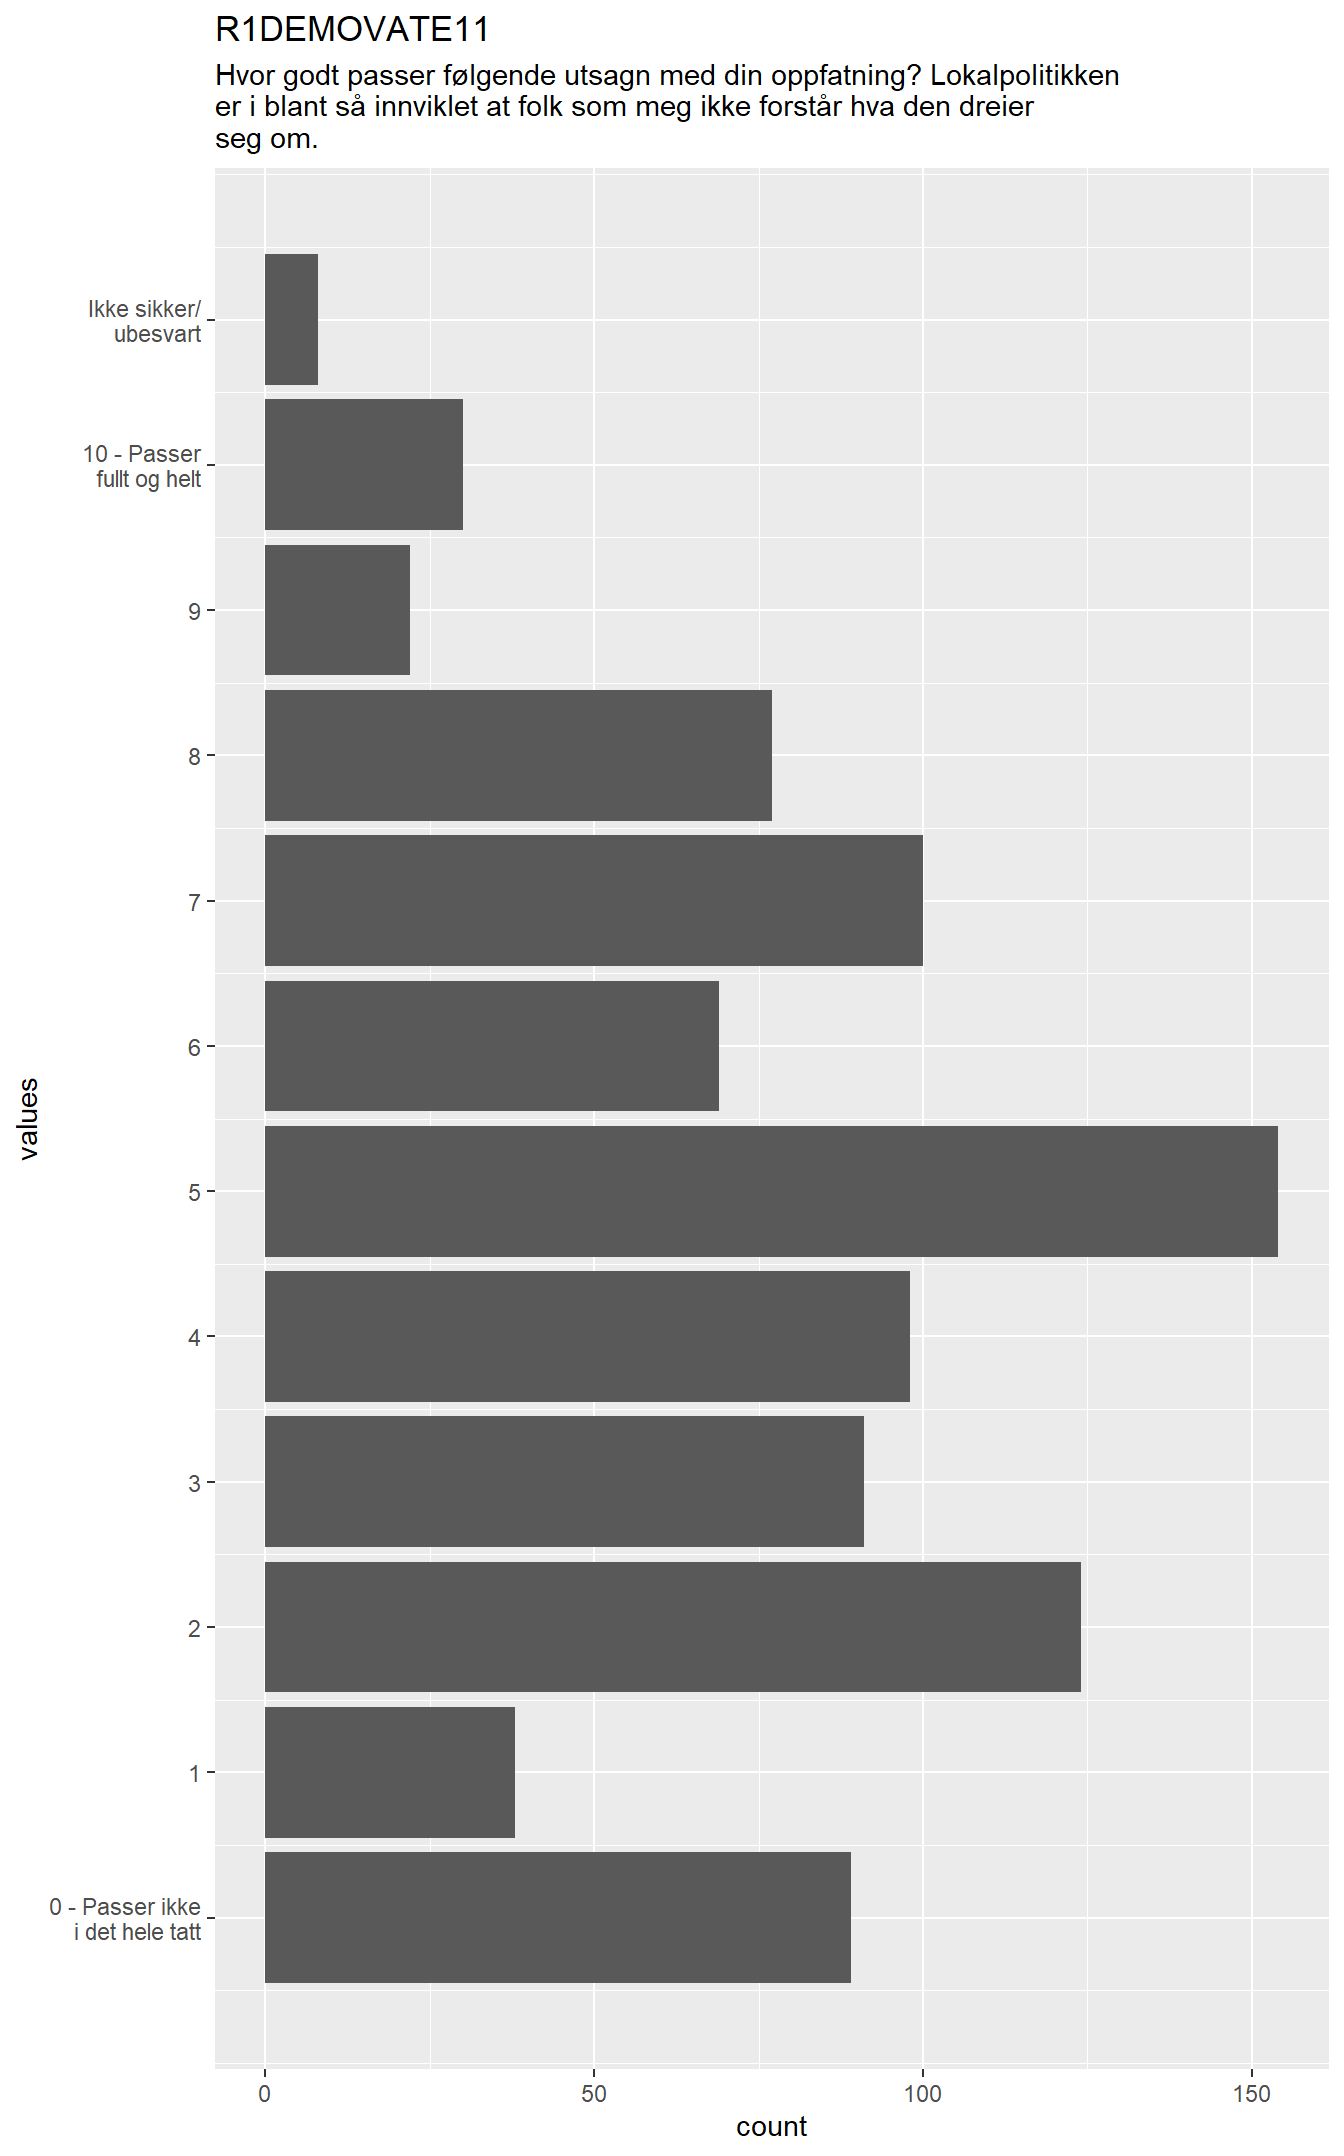 R1DEMOVATE11
Hvor godt passer følgende utsagn med din oppfatning? Lokalpolitikken
er i blant så innviklet at folk som meg ikke forstår hva den dreier
seg om.
Ikke sikker/
ubesvart
10 - Passer
fullt og helt
9
8
7
6
values
5
4
3
2
1
0 - Passer ikke
i det hele tatt
0 50 100 150
count